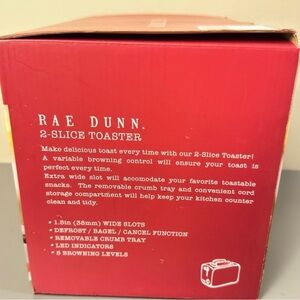 RAE DUNN.
2-SLICE TOASTER
Make delicious toast every time with our 2-Slice Toaster!
A variable browning control will ensure your toast is
perfect every time.
Extra wide slot will accomodate your favorite toastable
snacks. The removable crumb tray and convenient cord
storage compartment will help keep your kitchen counter
clean and tidy.
• 1.5in (38mm) WIDE SLOTS
• DEFROST / BAGEL / CANCEL FUNCTION
• REMOVABLE CRUMB TRAY
• LED INDICATORS
• 5 BROWNING LEVELS